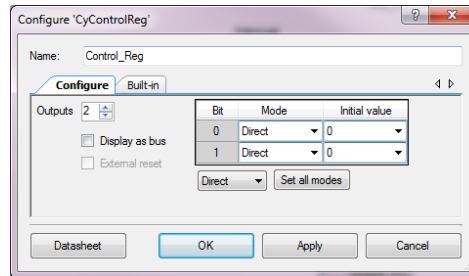 Configure 'CyControlReg'
Name: Control_Reg
Configure Built-in
Outputs 2
Display as bus
External reset
Bit Mode Initial value
0 Direct 0
1 Direct 0
Direct Set all modes
Datasheet OK Apply Cancel